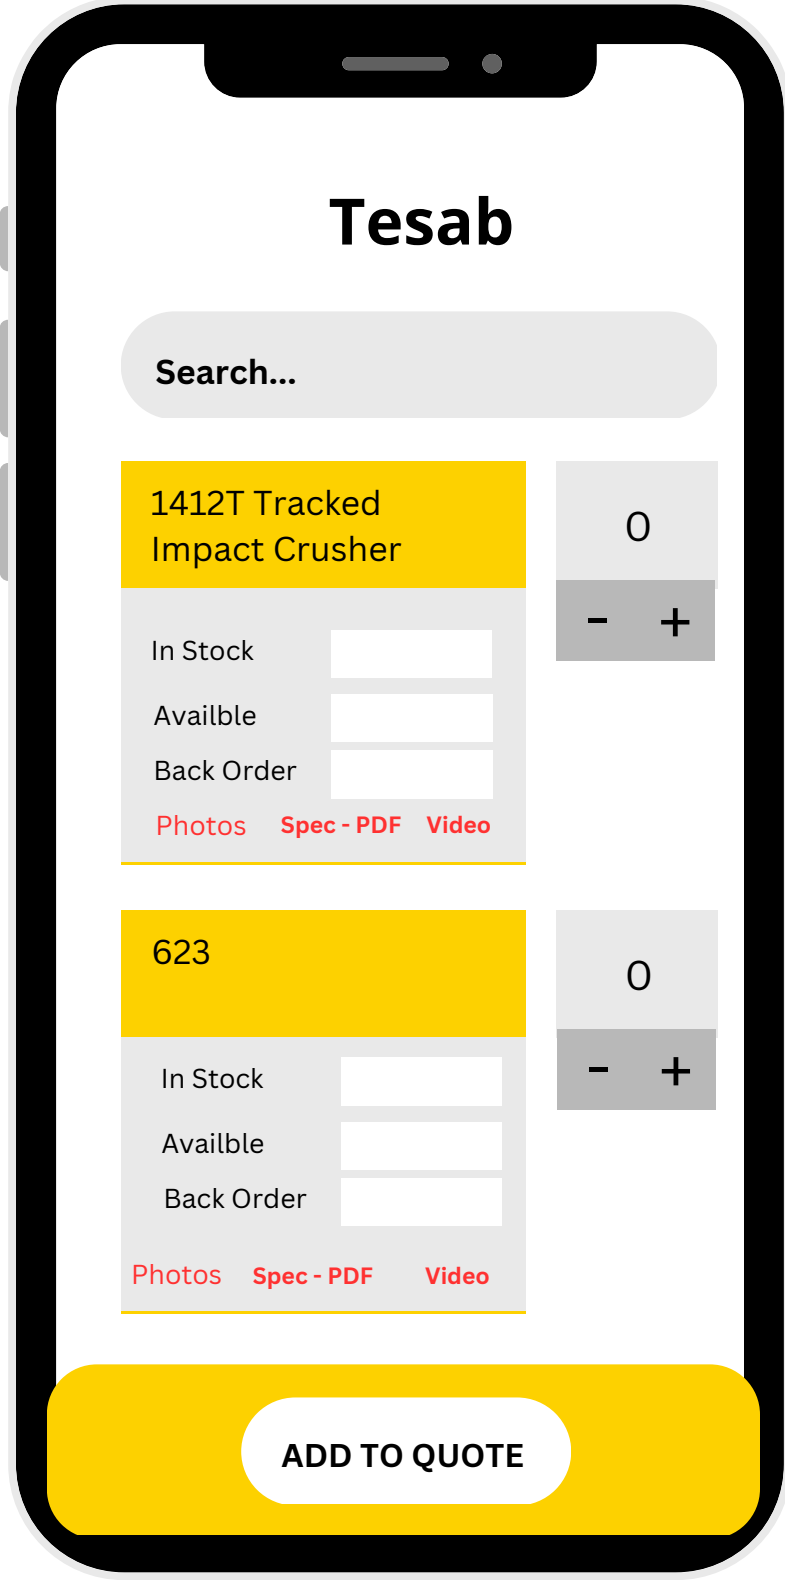 Tesab
Search...
1412T Tracked
Impact Crusher
0
- +
In Stock
Availble
Back Order
Photos Spec - PDF Video
623
0
- +
In Stock
Availble
Back Order
Photos Spec - PDF Video
ADD TO QUOTE